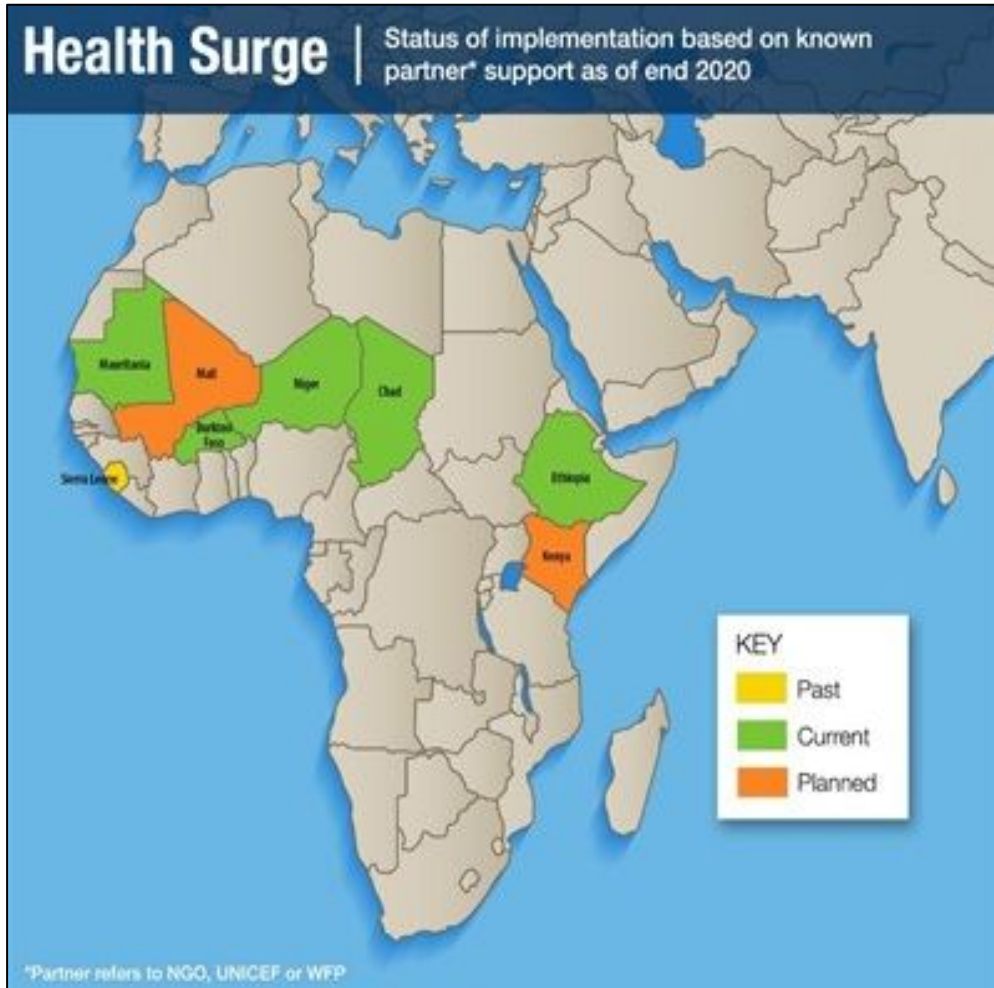 Health Surge
Status of implementation based on known
partner* support as of end 2020
Mauritania
Mali
Niger
Chad
Faso
Sierra Leone
Ethiopia
Kenya
KEY
Past
Current
Planned
*Partner refers to NGO, UNICEF or WFP